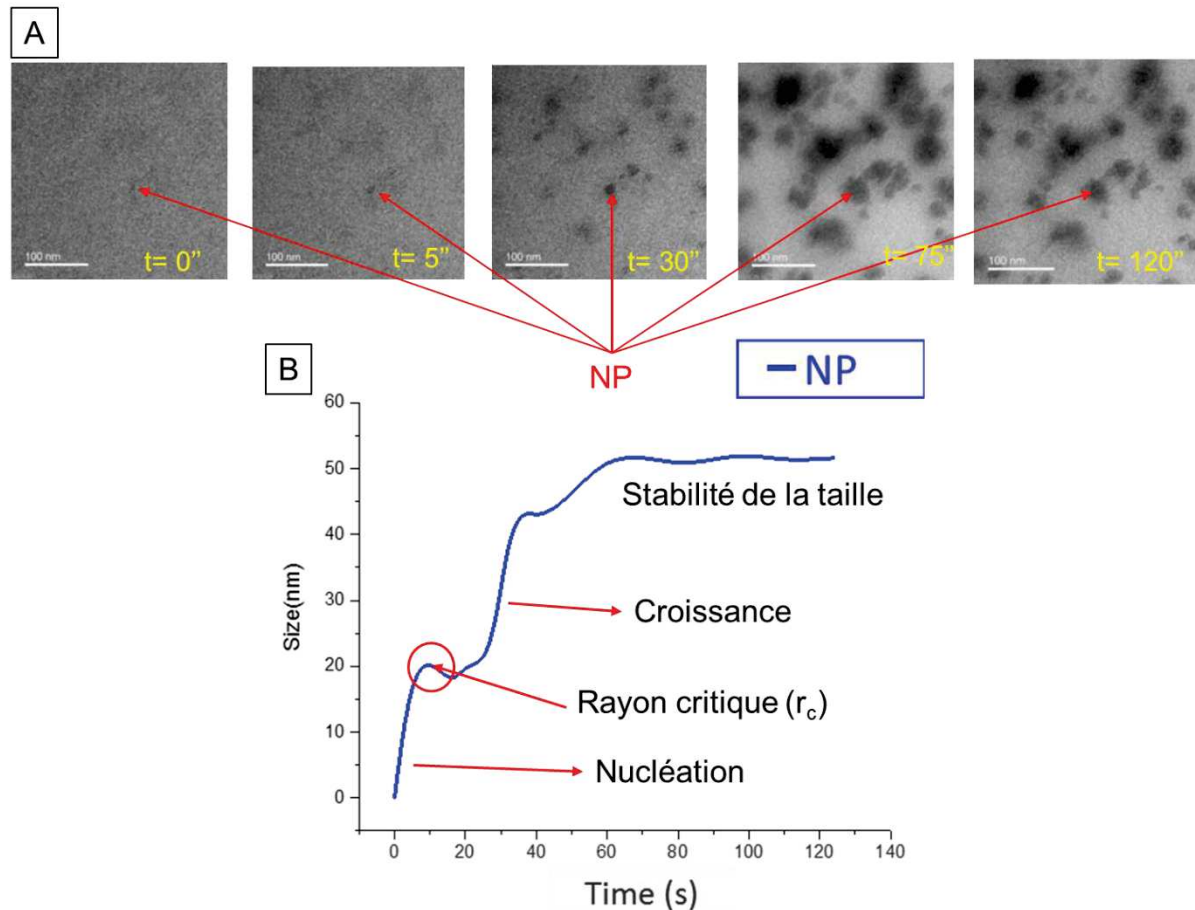 A
100 nm
t= 0”
100 nm
t= 5”
100 nm
t= 30”
100 nm
t= 75”
100 nm
t= 120”
NP
B
NP
60
50
40
30
20
10
0
Size(nm)
Stabilité de la taille
Croissance
Rayon critique (rc)
Nucléation
0 20 40 60 80 100 120 140
Time (s)